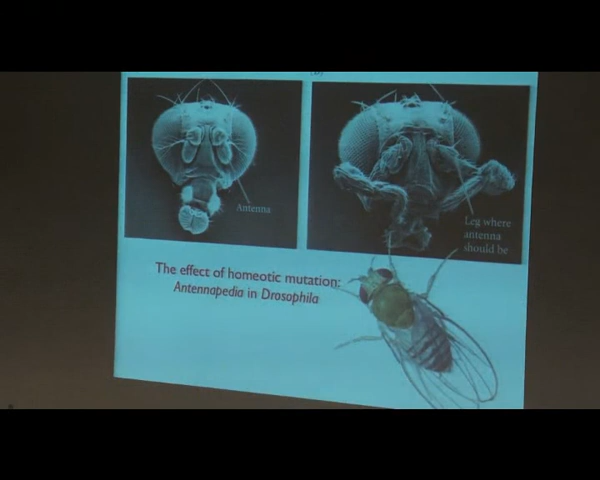 Antenna
Leg where
antenna
should be
The effect of homeotic mutation:
Antennapedia in Drosophila